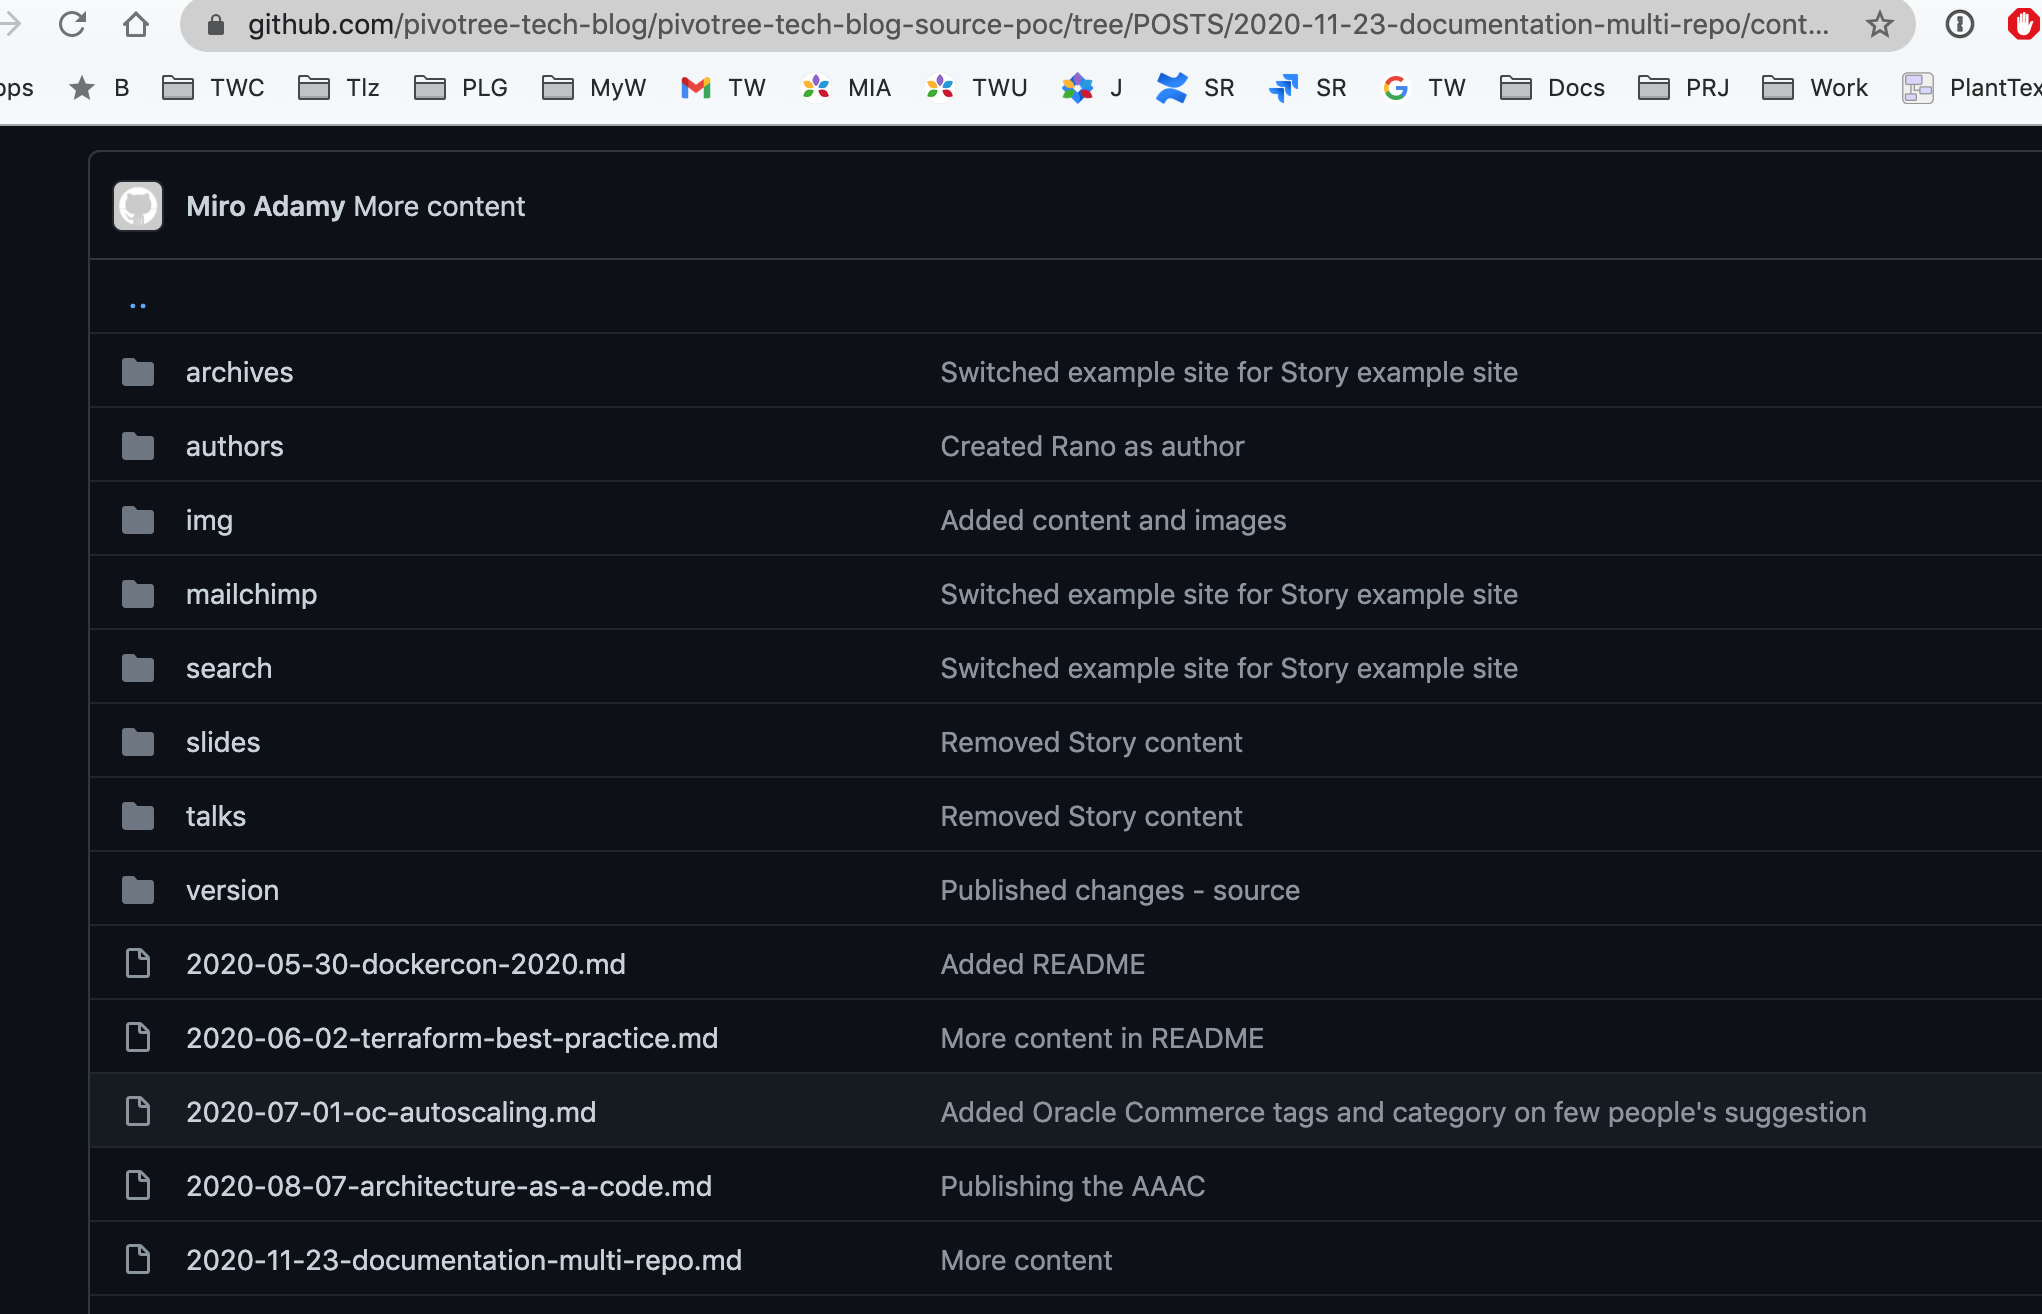 github.com/pivotree-tech-blog/pivotree-tech-blog-source-poc/tree/POSTS/2020-11-23-documentation-multi-repo/cont...
B TWC Tlz PLG MyW TW MIA TWU J SR SR TW Docs PRJ Work PlantTex
Miro Adamy More content
..
archives Switched example site for Story example site
authors Created Rano as author
img Added content and images
mailchimp Switched example site for Story example site
search Switched example site for Story example site
slides Removed Story content
talks Removed Story content
version Published changes - source
2020-05-30-dockercon-2020.md Added README
2020-06-02-terraform-best-practice.md More content in README
2020-07-01-oc-autoscaling.md Added Oracle Commerce tags and category on few people's suggestion
2020-08-07-architecture-as-a-code.md Publishing the AAAC
2020-11-23-documentation-multi-repo.md More content